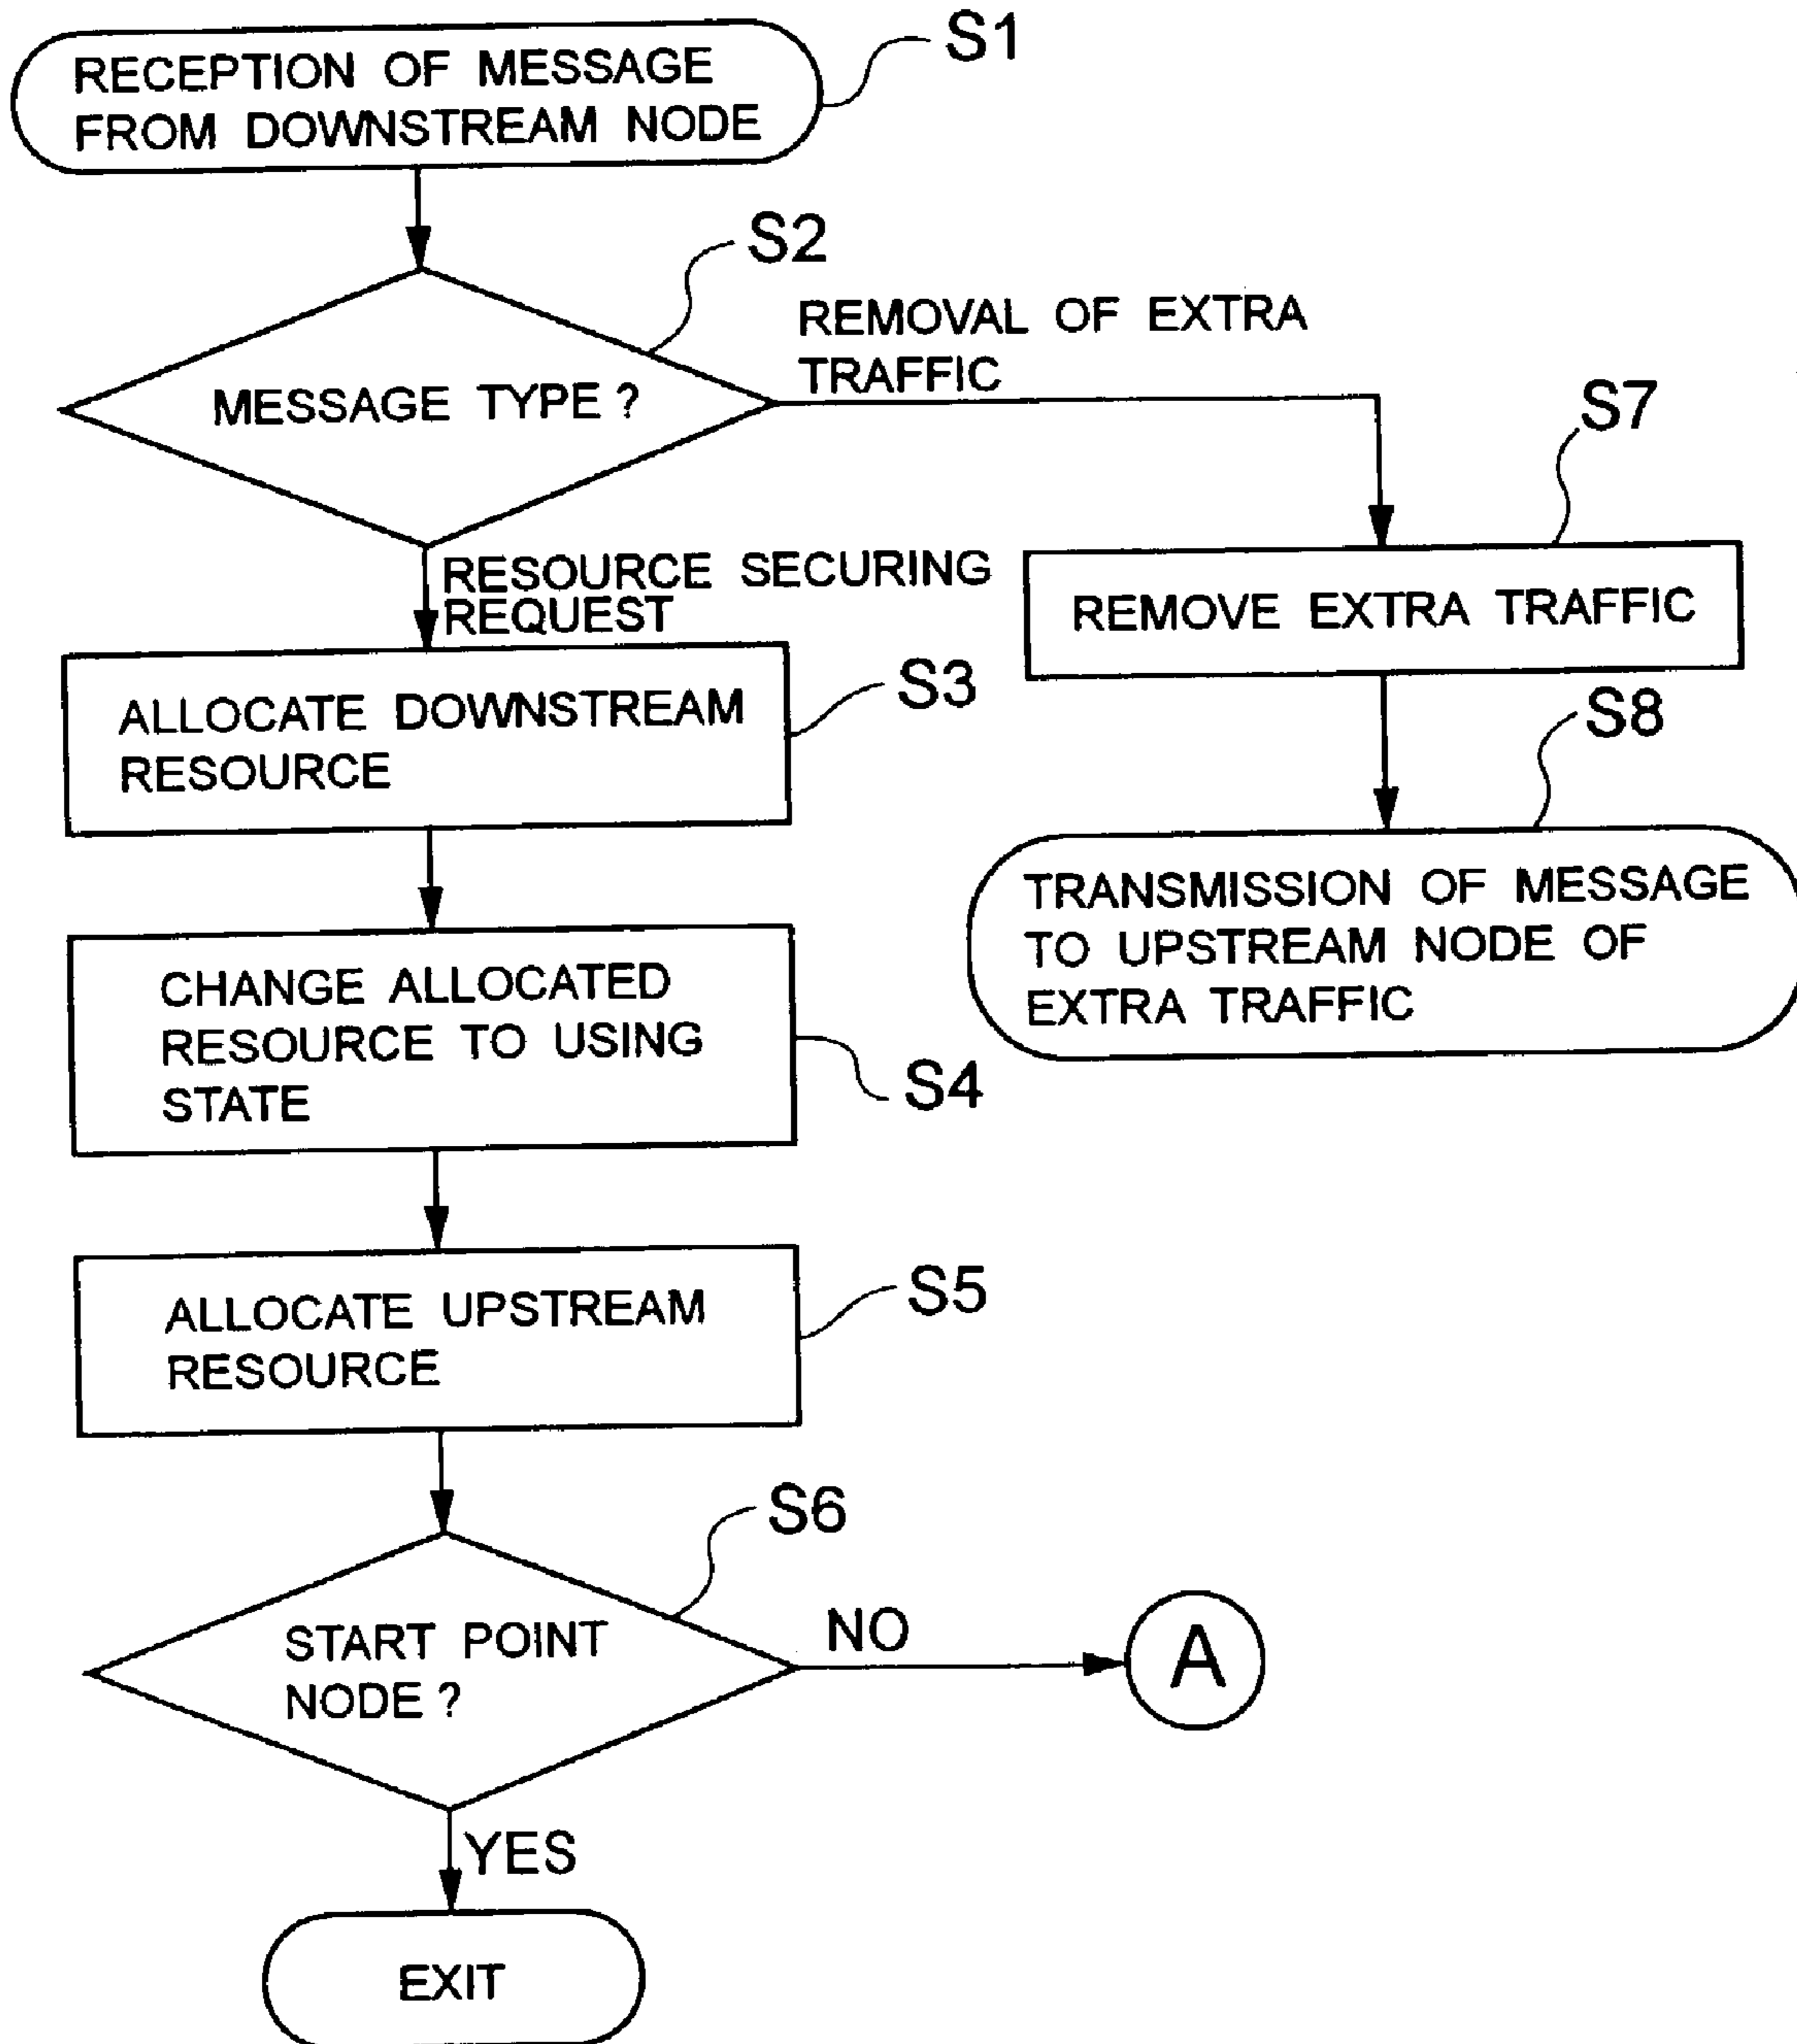 RECEPTION OF MESSAGE
FROM DOWNSTREAM NODE
S1
S2
MESSAGE TYPE ?
REMOVAL OF EXTRA
TRAFFIC
RESOURCE SECURING
REQUEST
S7
REMOVE EXTRA TRAFFIC
S3
ALLOCATE DOWNSTREAM
RESOURCE
S8
TRANSMISSION OF MESSAGE
TO UPSTREAM NODE OF
EXTRA TRAFFIC
CHANGE ALLOCATED
RESOURCE TO USING
STATE
S4
ALLOCATE UPSTREAM
RESOURCE
S5
S6
START POINT
NODE ?
NO
A
YES
EXIT